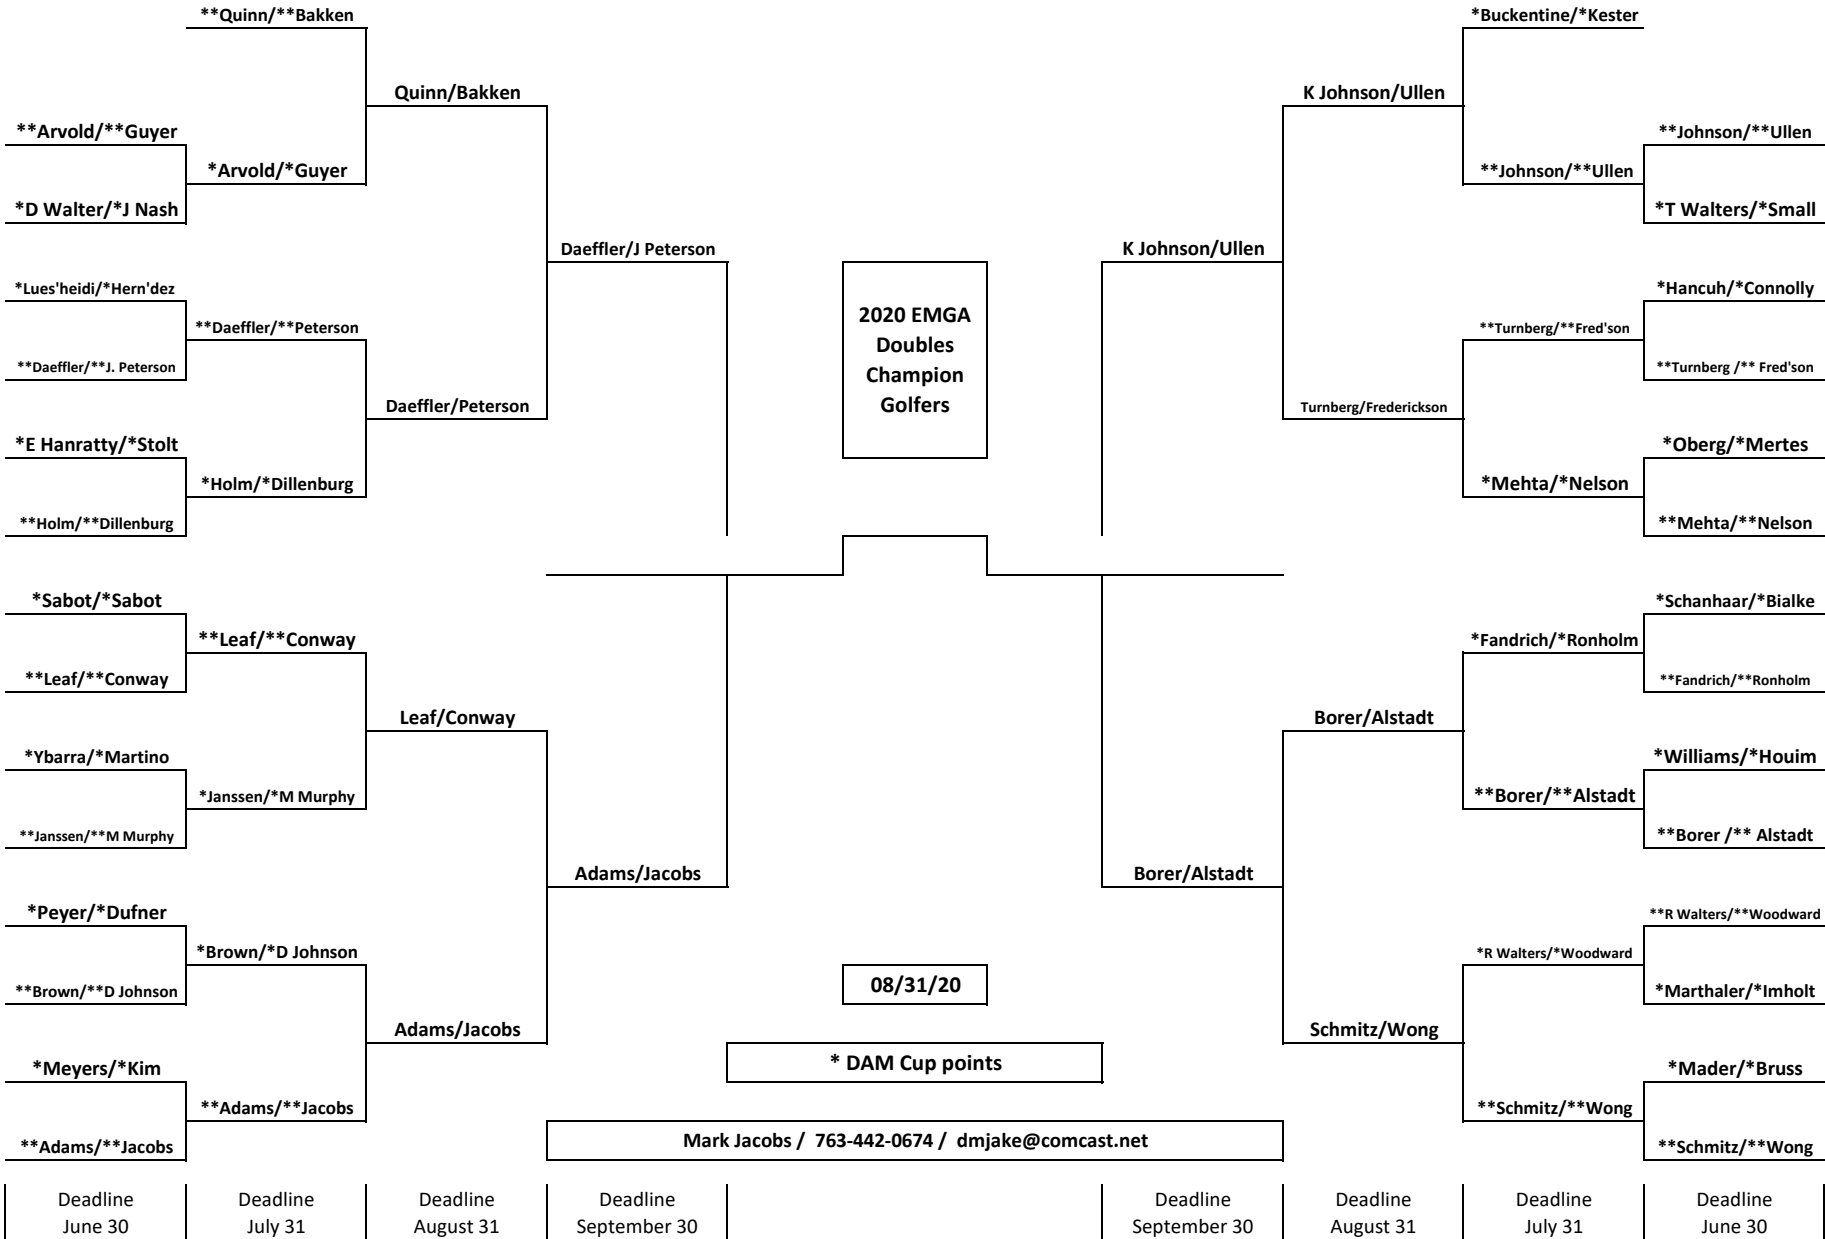 **Quinn/**Bakken
*Buckentine/*Kester
Quinn/Bakken
K Johnson/Ullen
**Arvold/**Guyer
**Johnson/**Ullen
*Arvold/*Guyer
**Johnson/**Ullen
*D Walter/*J Nash
*T Walters/*Small
Daeffler/J Peterson
K Johnson/Ullen
*Lues'heidi/*Hern'dez
*Hancuh/*Connolly
2020 EMGA
Doubles
Champion
Golfers
**Daeffler/**Peterson
**Turnberg/**Fred'son
**Daeffler/**J. Peterson
**Turnberg /** Fred'son
Daeffler/Peterson
Turnberg/Frederickson
*E Hanratty/*Stolt
*Oberg/*Mertes
*Holm/*Dillenburg
*Mehta/*Nelson
**Holm/**Dillenburg
**Mehta/**Nelson
*Sabot/*Sabot
*Schanhaar/*Bialke
**Leaf/**Conway
*Fandrich/*Ronholm
**Leaf/**Conway
**Fandrich/**Ronholm
Leaf/Conway
Borer/Alstadt
*Ybarra/*Martino
*Williams/*Houim
*Janssen/*M Murphy
**Borer/**Alstadt
**Janssen/**M Murphy
**Borer /** Alstadt
Adams/Jacobs
Borer/Alstadt
*Peyer/*Dufner
**R Walters/**Woodward
*Brown/*D Johnson
*R Walters/*Woodward
**Brown/**D Johnson
08/31/20
*Marthaler/*Imholt
Adams/Jacobs
Schmitz/Wong
* DAM Cup points
*Meyers/*Kim
*Mader/*Bruss
**Adams/**Jacobs
**Schmitz/**Wong
**Adams/**Jacobs
Mark Jacobs /  763-442-0674 /  dmjake@comcast.net
**Schmitz/**Wong
Deadline Deadline Deadline Deadline Deadline Deadline Deadline Deadline
June 30 July 31 August 31 September 30 September 30 August 31 July 31 June 30